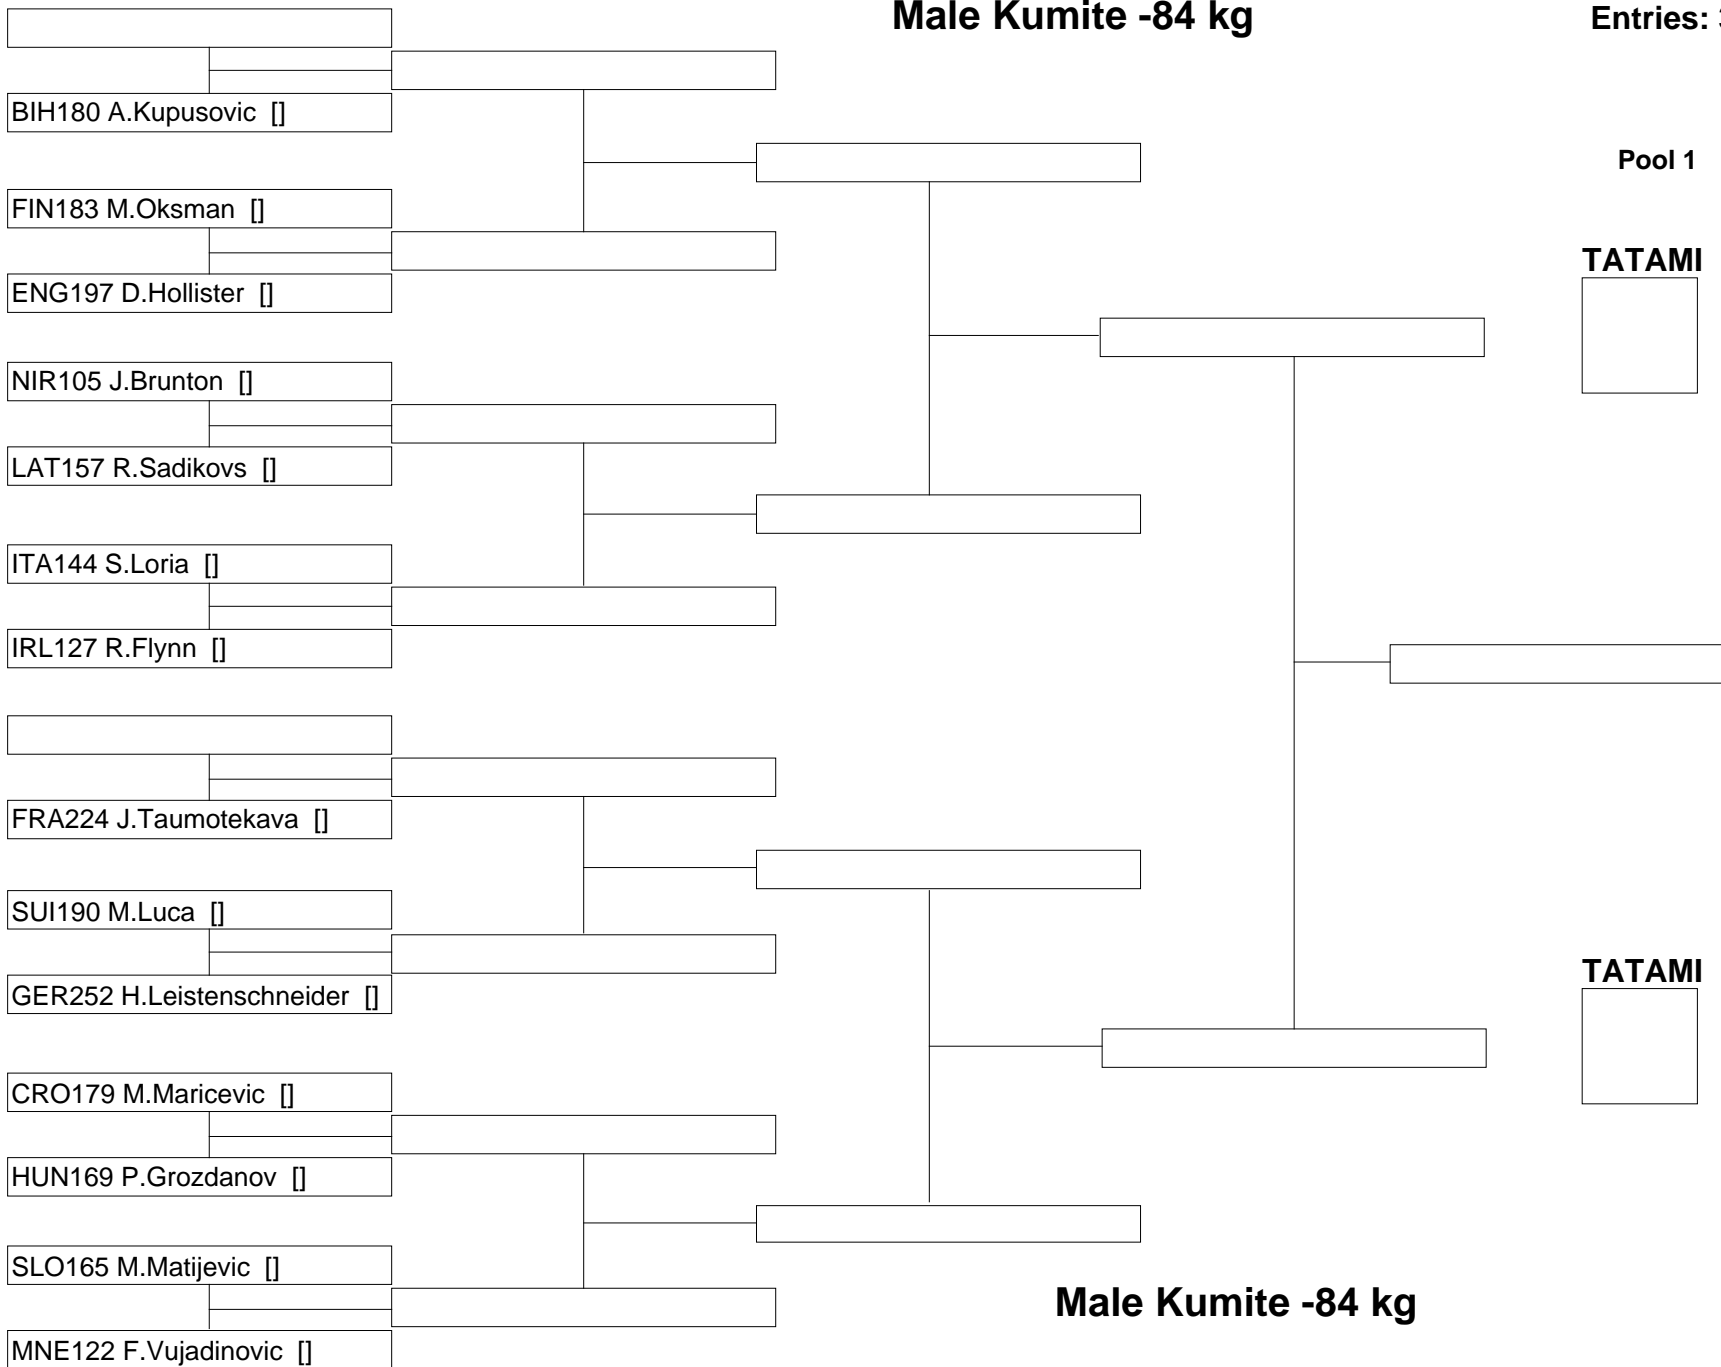 Male Kumite -84 kg
Entries: 
BIH180 A.Kupusovic []
Pool 1
FIN183 M.Oksman []
TATAMI
ENG197 D.Hollister []
NIR105 J.Brunton []
LAT157 R.Sadikovs []
ITA144 S.Loria []
IRL127 R.Flynn []
FRA224 J.Taumotekava []
SUI190 M.Luca []
TATAMI
GER252 H.Leistenschneider []
CRO179 M.Maricevic []
HUN169 P.Grozdanov []
SLO165 M.Matijevic []
Male Kumite -84 kg
MNE122 F.Vujadinovic []